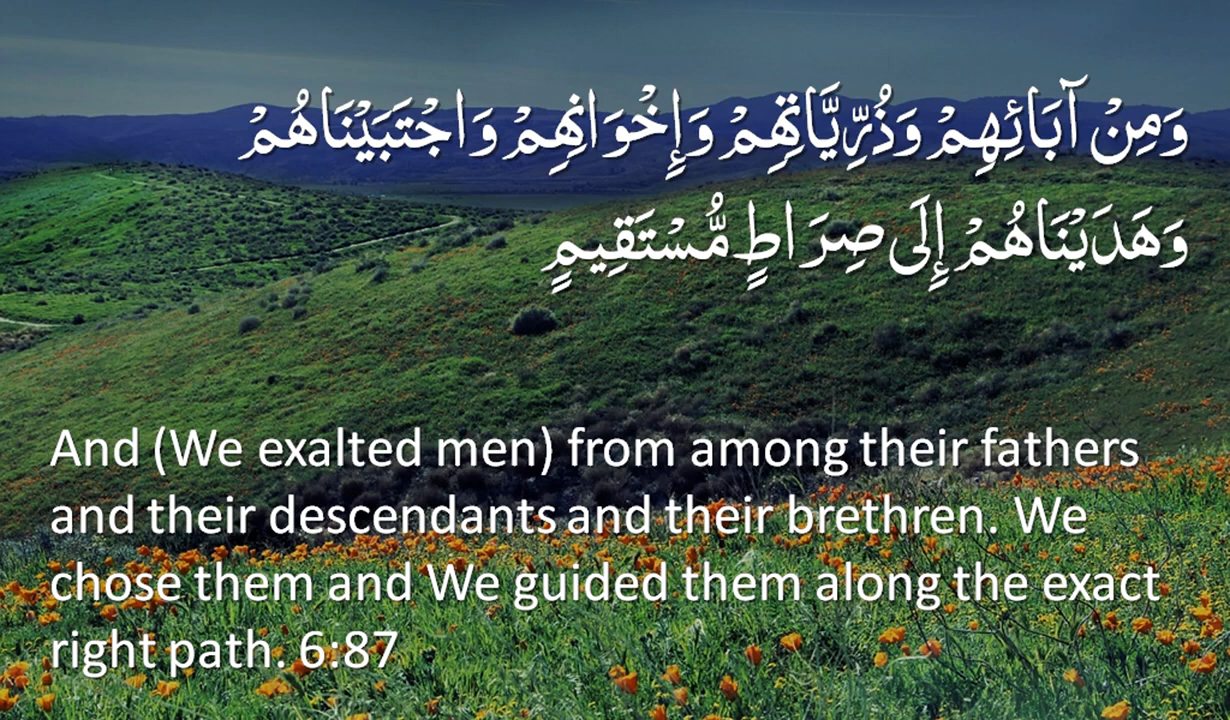 وَمِنْ آبَائِهِمْ وَذُرِّيَّاتِهِمْ وَإِخْوَانِهِمْ وَاجْتَبَيْنَاهُمْ
وَهَدَيْنَاهُمْ إِلَى صِرَاطٍ مُّسْتَقِيمٍ
And (We exalted men) from among their fathers
and their descendants and their brethren. We
chose them and We guided them along the exact
right path. 6:87